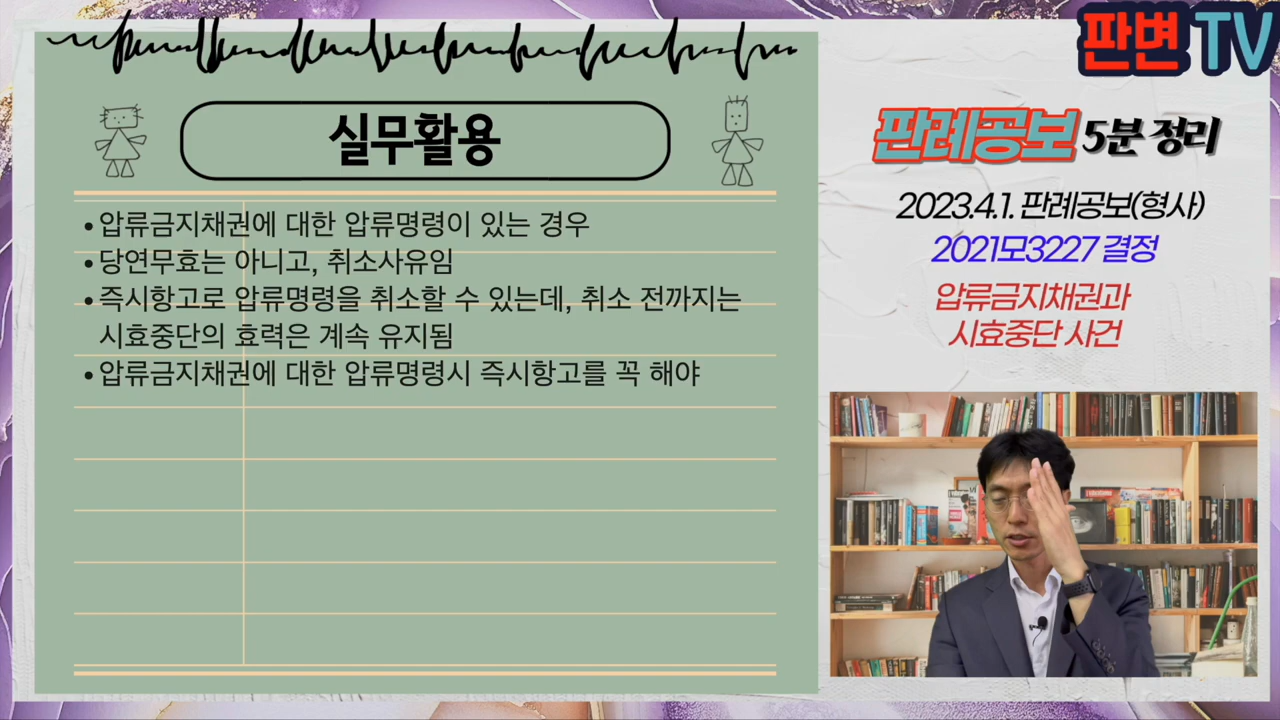 판변 TV
실무활용
• 압류금지채권에 대한 압류명령이 있는 경우
• 당연무효는 아니고, 취소사유임
• 즉시항고로 압류명령을 취소할 수 있는데, 취소 전까지는
시효중단의 효력은 계속 유지됨
• 압류금지채권에 대한 압류명령시 즉시항고를 꼭 해야
판례공보 5분 정리
2023.4.1. 판례공보(형사)
2021모3227 결정
압류금지채권과
시효중단 사건